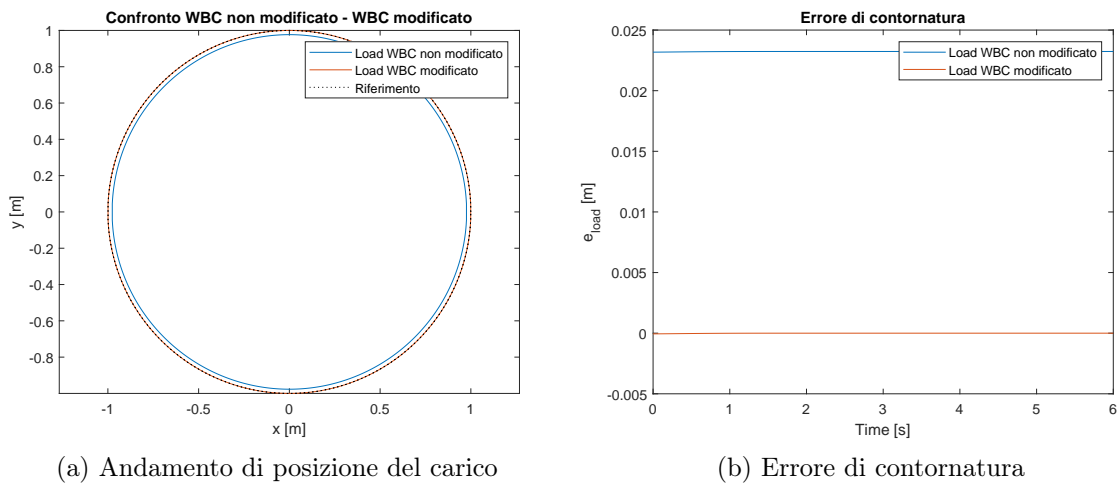 Confronto WBC non modificato - WBC modificato
1
0.8
0.6
0.4
0.2
0
-0.2
-0.4
-0.6
-0.8
y [m]
-1
-0.5
0
0.5
1
x [m]
Load WBC non modificato
Load WBC modificato
Riferimento
(a) Andamento di posizione del carico
Errore di contornatura
0.025
0.02
0.015
0.01
0.005
0
-0.005
e_load [m]
0
1
2
3
4
5
6
Time [s]
Load WBC non modificato
Load WBC modificato
(b) Errore di contornatura